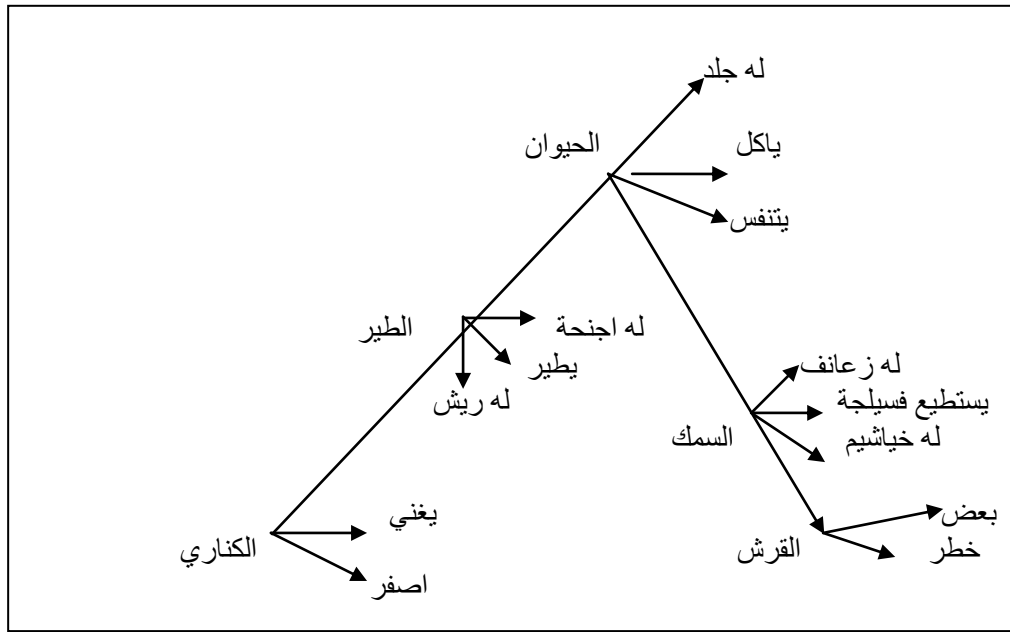 له جلد
الحيوان
ياكل
يتنفس
الطير
له اجنحة
يطير
له ريش
له زعانف
يستطيع فسيلجة
السمك
له خياشيم
يغني
الكناري
اصفر
بعض
القرش
خطر